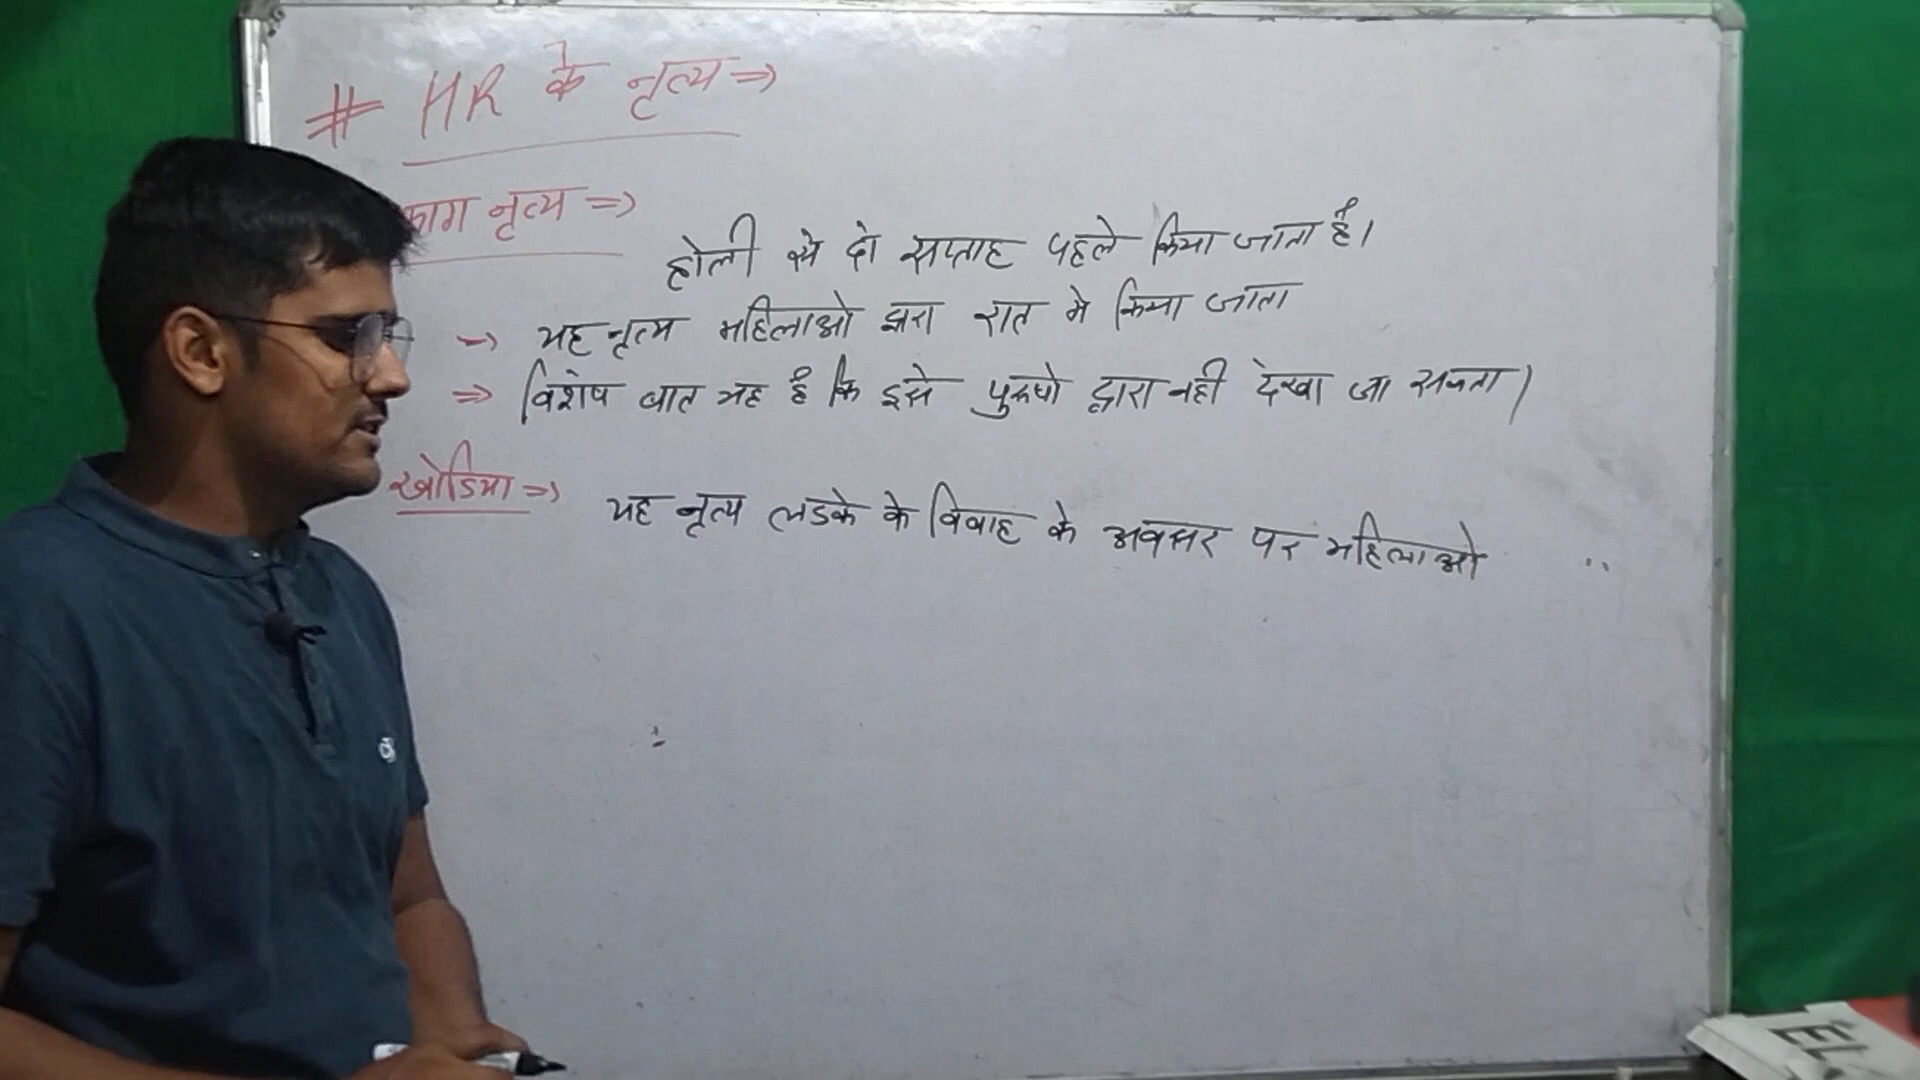 # HR के नृत्य ⇒
फाग नृत्य ⇒
होली से दो सप्ताह पहले किया जाता है।
→ यह नृत्य महिलाओ द्वारा रात मे किया जाता
⇒ विशेष बात यह है कि इसे पुरुषो द्वारा नही देखा जा सकता।
खोडिया ⇒ यह नृत्य लडके के विवाह के अवसर पर महिलाओ